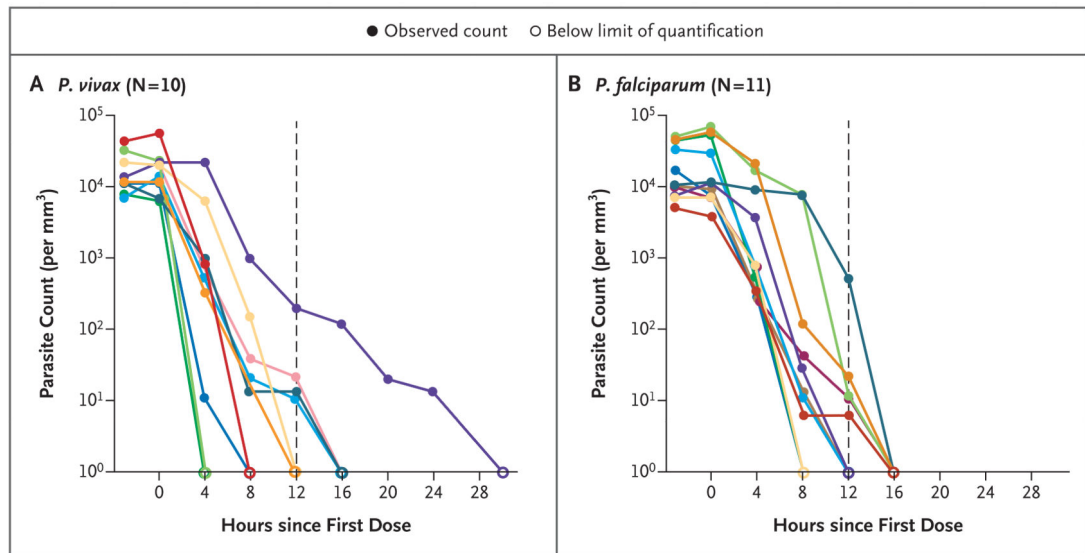 ● Observed count ○ Below limit of quantification
A P. vivax (N=10)
10⁵
10⁴
10³
10²
10¹
10⁰
Parasite Count (per mm³)
0 4 8 12 16 20 24 28
Hours since First Dose
B P. falciparum (N=11)
10⁵
10⁴
10³
10²
10¹
10⁰
Parasite Count (per mm³)
0 4 8 12 16 20 24 28
Hours since First Dose